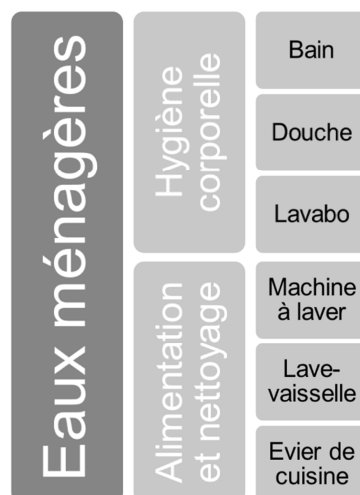 Eaux ménagères
Hygiène
corporelle
Bain
Douche
Lavabo
Alimentation
et nettoyage
Machine
à laver
Lave-
vaisselle
Evier de
cuisine